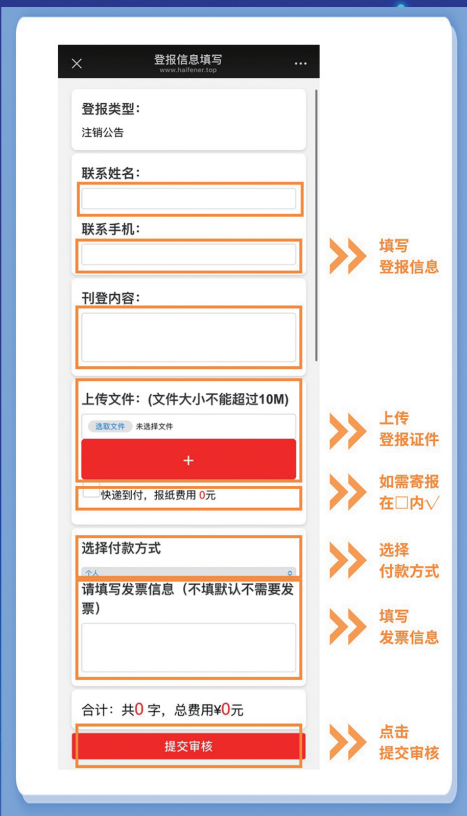 登报信息填写
www.haifener.top
登报类型：
注销公告
联系姓名：
联系手机：
填写
登报信息
刊登内容：
上传文件：(文件大小不能超过10M)
选取文件 未选择文件
+
上传
登报证件
快递到付，报纸费用 0元
如需寄报
在□内√
选择付款方式
个人
选择
付款方式
请填写发票信息（不填默认不需要发
票）
填写
发票信息
合计：共0 字，总费用¥0元
提交审核
点击
提交审核